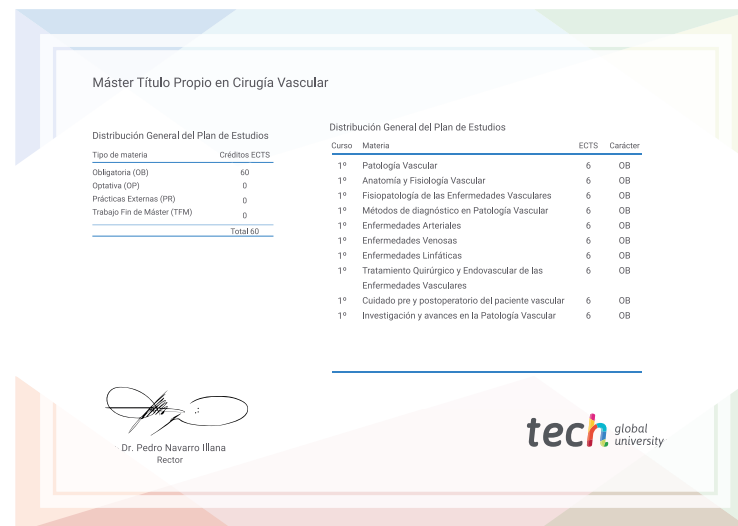 Máster Título Propio en Cirugía Vascular
Distribución General del Plan de Estudios
Tipo de materia Créditos ECTS
Obligatoria (OB) 60
Optativa (OP) 0
Prácticas Externas (PR) 0
Trabajo Fin de Máster (TFM) 0
Total 60
Distribución General del Plan de Estudios
Curso Materia ECTS Carácter
1º Patología Vascular 6 OB
1º Anatomía y Fisiología Vascular 6 OB
1º Fisiopatología de las Enfermedades Vasculares 6 OB
1º Métodos de diagnóstico en Patología Vascular 6 OB
1º Enfermedades Arteriales 6 OB
1º Enfermedades Venosas 6 OB
1º Enfermedades Linfáticas 6 OB
1º Tratamiento Quirúrgico y Endovascular de las 6 OB
Enfermedades Vasculares
1º Cuidado pre y postoperatorio del paciente vascular 6 OB
1º Investigación y avances en la Patología Vascular 6 OB
Dr. Pedro Navarro Illana
Rector
tech global
university